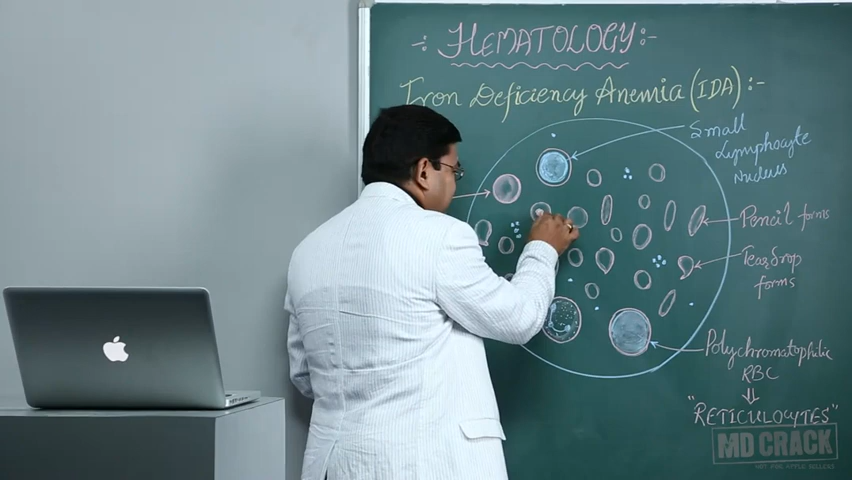 -: HEMATOLOGY :-
Iron Deficiency Anemia (IDA) :-
Small
Lymphocyte
Nucleus
Pencil forms
Tear drop
forms
Polychromatophilic
RBC
"RETICULOCYTES"
MD CRACK